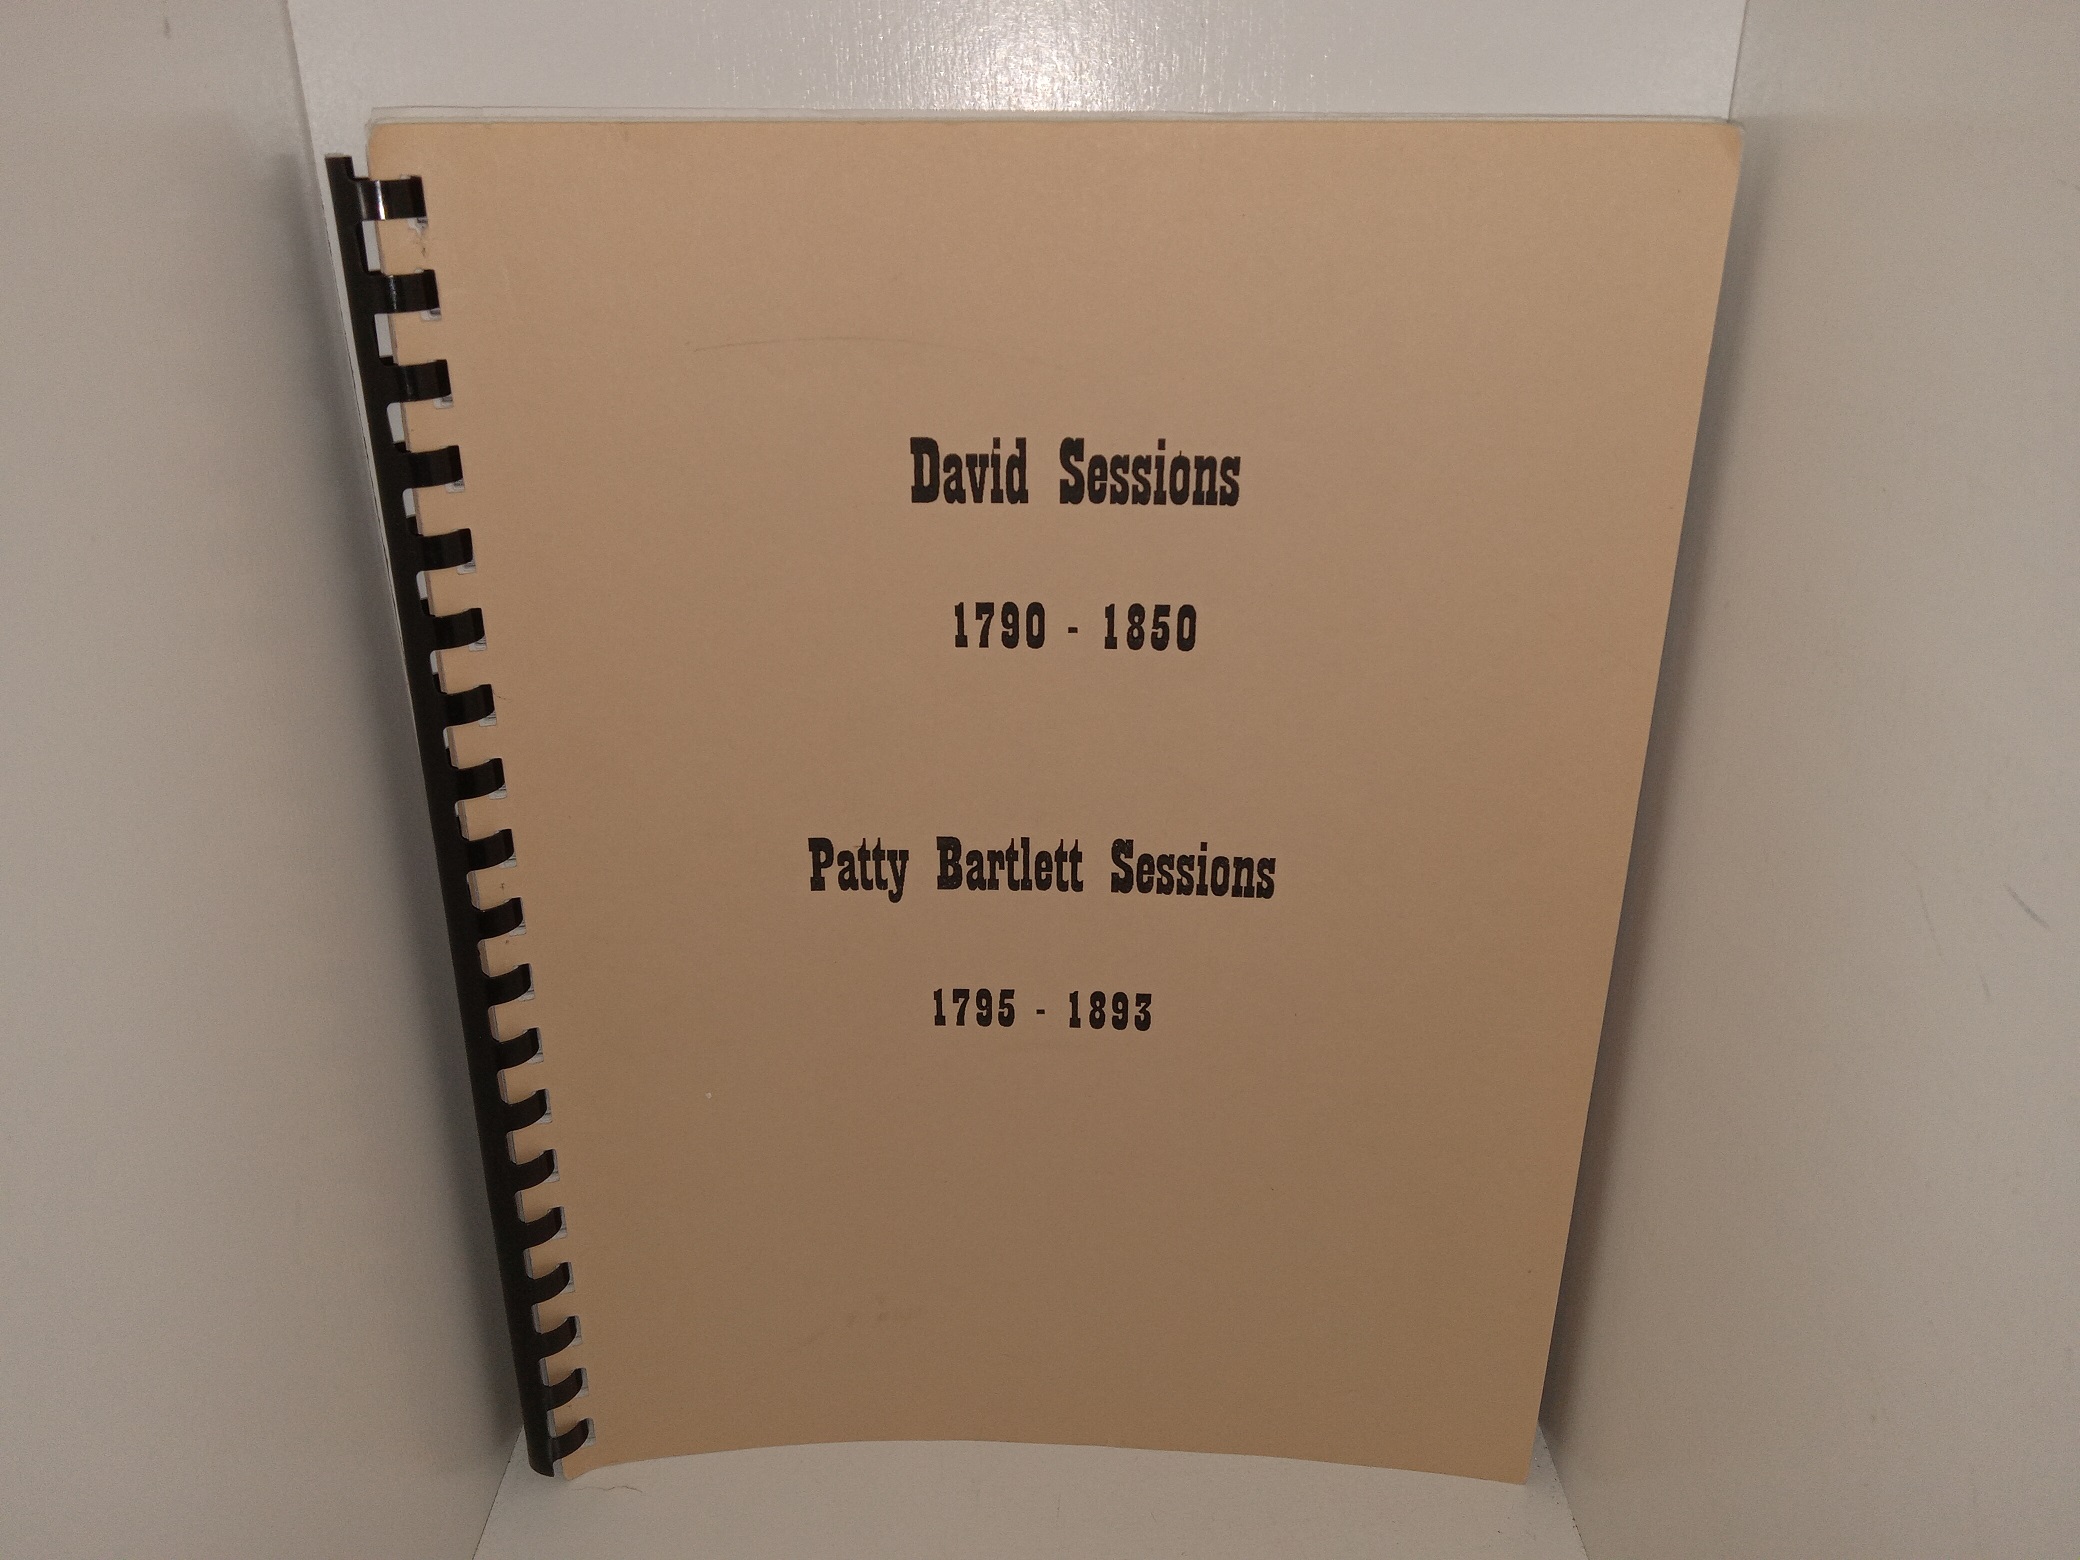 David Sessions
1790 - 1850
Patty Bartlett Sessions
1795 - 1893